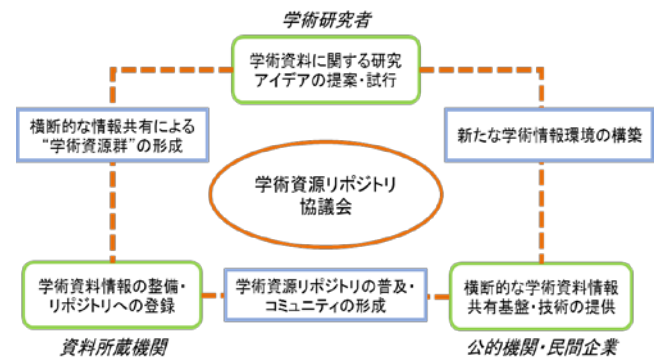 学術研究者
学術資料に関する研究
アイデアの提案・試行
横断的な情報共有による
“学術資源群”の形成
新たな学術情報環境の構築
学術資源リポジトリ
協議会
学術資料情報の整備・
リポジトリへの登録
学術資源リポジトリの普及・
コミュニティの形成
横断的な学術資料情報
共有基盤・技術の提供
資料所蔵機関
公的機関・民間企業